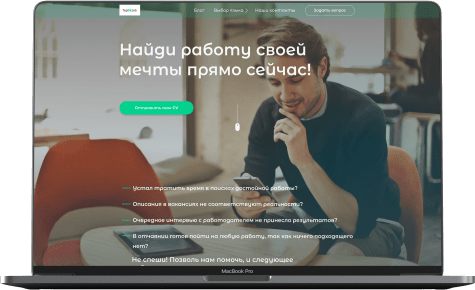 Блог Выбор языка Наши контакты Задать вопрос
Найди работу своей
мечты прямо сейчас!
Отправить свое CV
Устал тратить время в поисках достойной работы?
Описания в вакансиях не соответствуют реальности?
Очередное интервью с работодателем не принесло результатов?
В отчаянии готов пойти на любую работу, так как ничего подходящего
нет?
Не спеши! Позволь нам помочь, и следующее
MacBook Pro